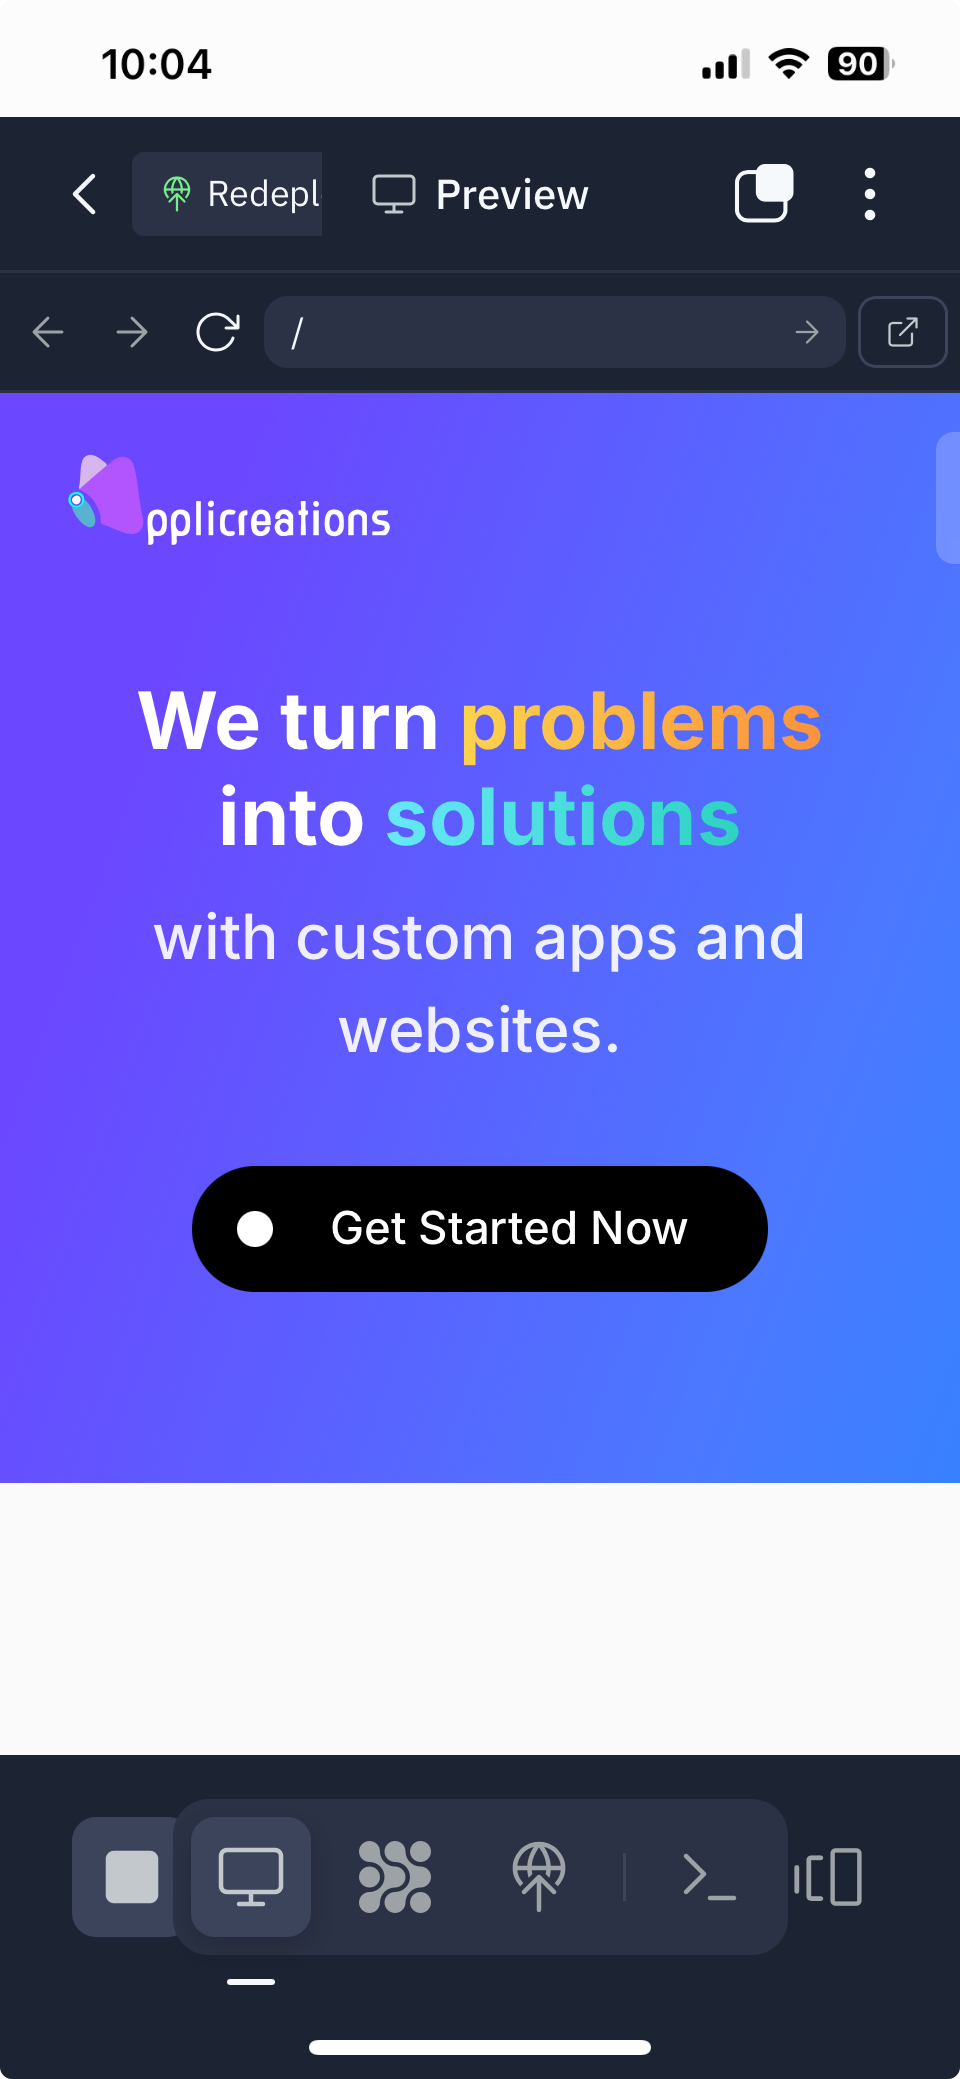 10:04
90
Redepl
Preview
/
pplicreations
We turn problems
into solutions
with custom apps and
websites.
Get Started Now